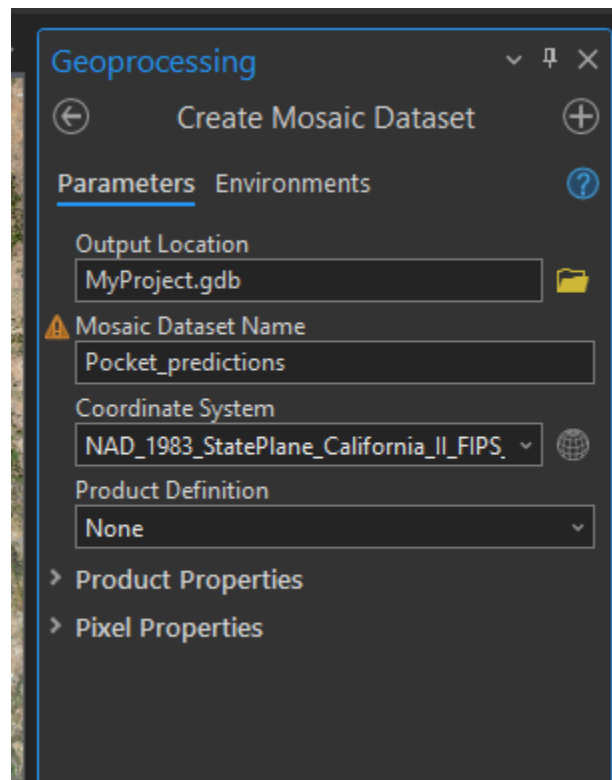 Geoprocessing
Create Mosaic Dataset
Parameters Environments
Output Location
MyProject.gdb
Mosaic Dataset Name
Pocket_predictions
Coordinate System
NAD_1983_StatePlane_California_II_FIPS_
Product Definition
None
Product Properties
Pixel Properties